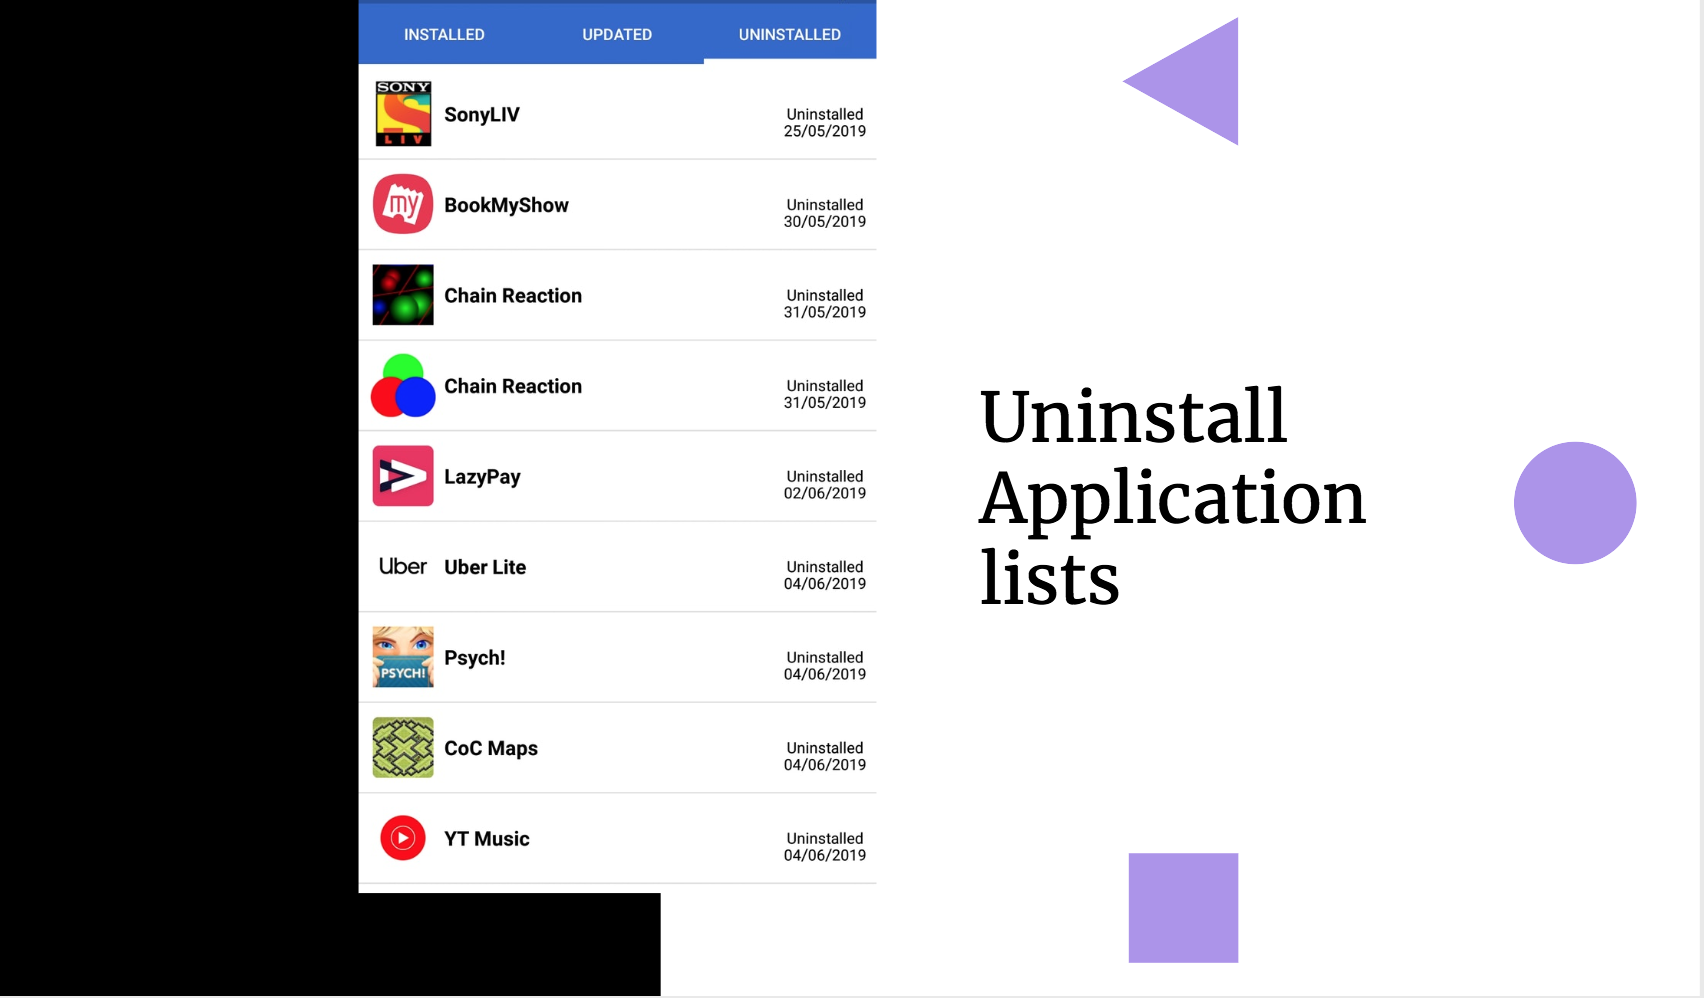 INSTALLED UPDATED UNINSTALLED
SONY
LIV
SonyLIV
Uninstalled
25/05/2019
my
BookMyShow
Uninstalled
30/05/2019
Chain Reaction
Uninstalled
31/05/2019
Chain Reaction
Uninstalled
31/05/2019
LazyPay
Uninstalled
02/06/2019
Uber
Uber Lite
Uninstalled
04/06/2019
PSYCH!
Psych!
Uninstalled
04/06/2019
CoC Maps
Uninstalled
04/06/2019
YT Music
Uninstalled
04/06/2019
Uninstall
Application
lists